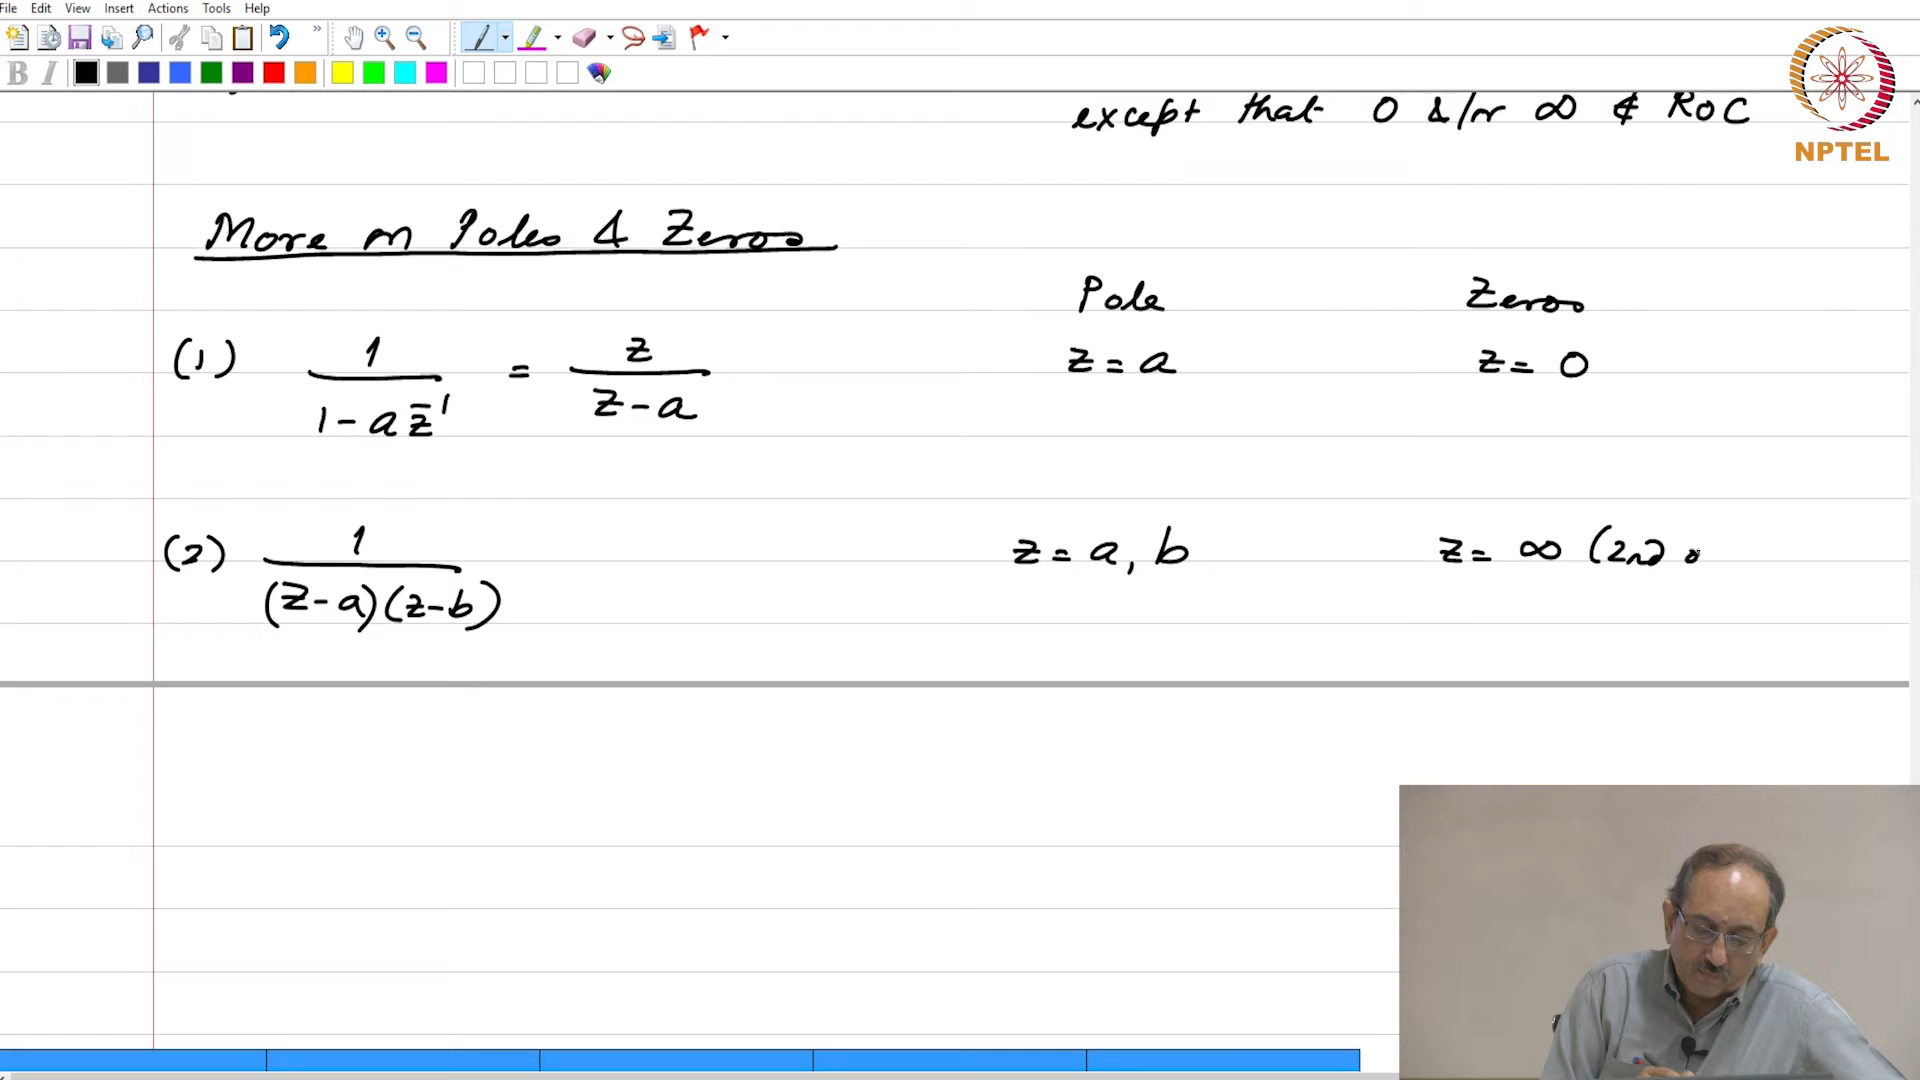 File Edit View Insert Actions Tools Help
B I
NPTEL
except that 0 &/or ∞ ∉ RoC
More on Poles & Zeros
Pole Zeros
(1) 1/(1 - a z^-1) = z/(z - a) z = a z = 0
(2) 1/((z - a)(z - b)) z = a, b z = ∞ (2nd o